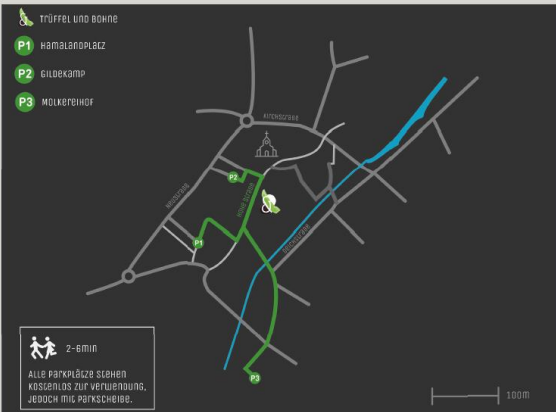 Trüffel und Bohne
P1 Hamalandplatz
P2 Gildekamp
P3 Molkereihof
Kirchstraße
P2
P1
P3
2-6min
Alle Parkplätze stehen
kostenlos zur Verwendung,
jedoch mit Parkscheibe.
100m